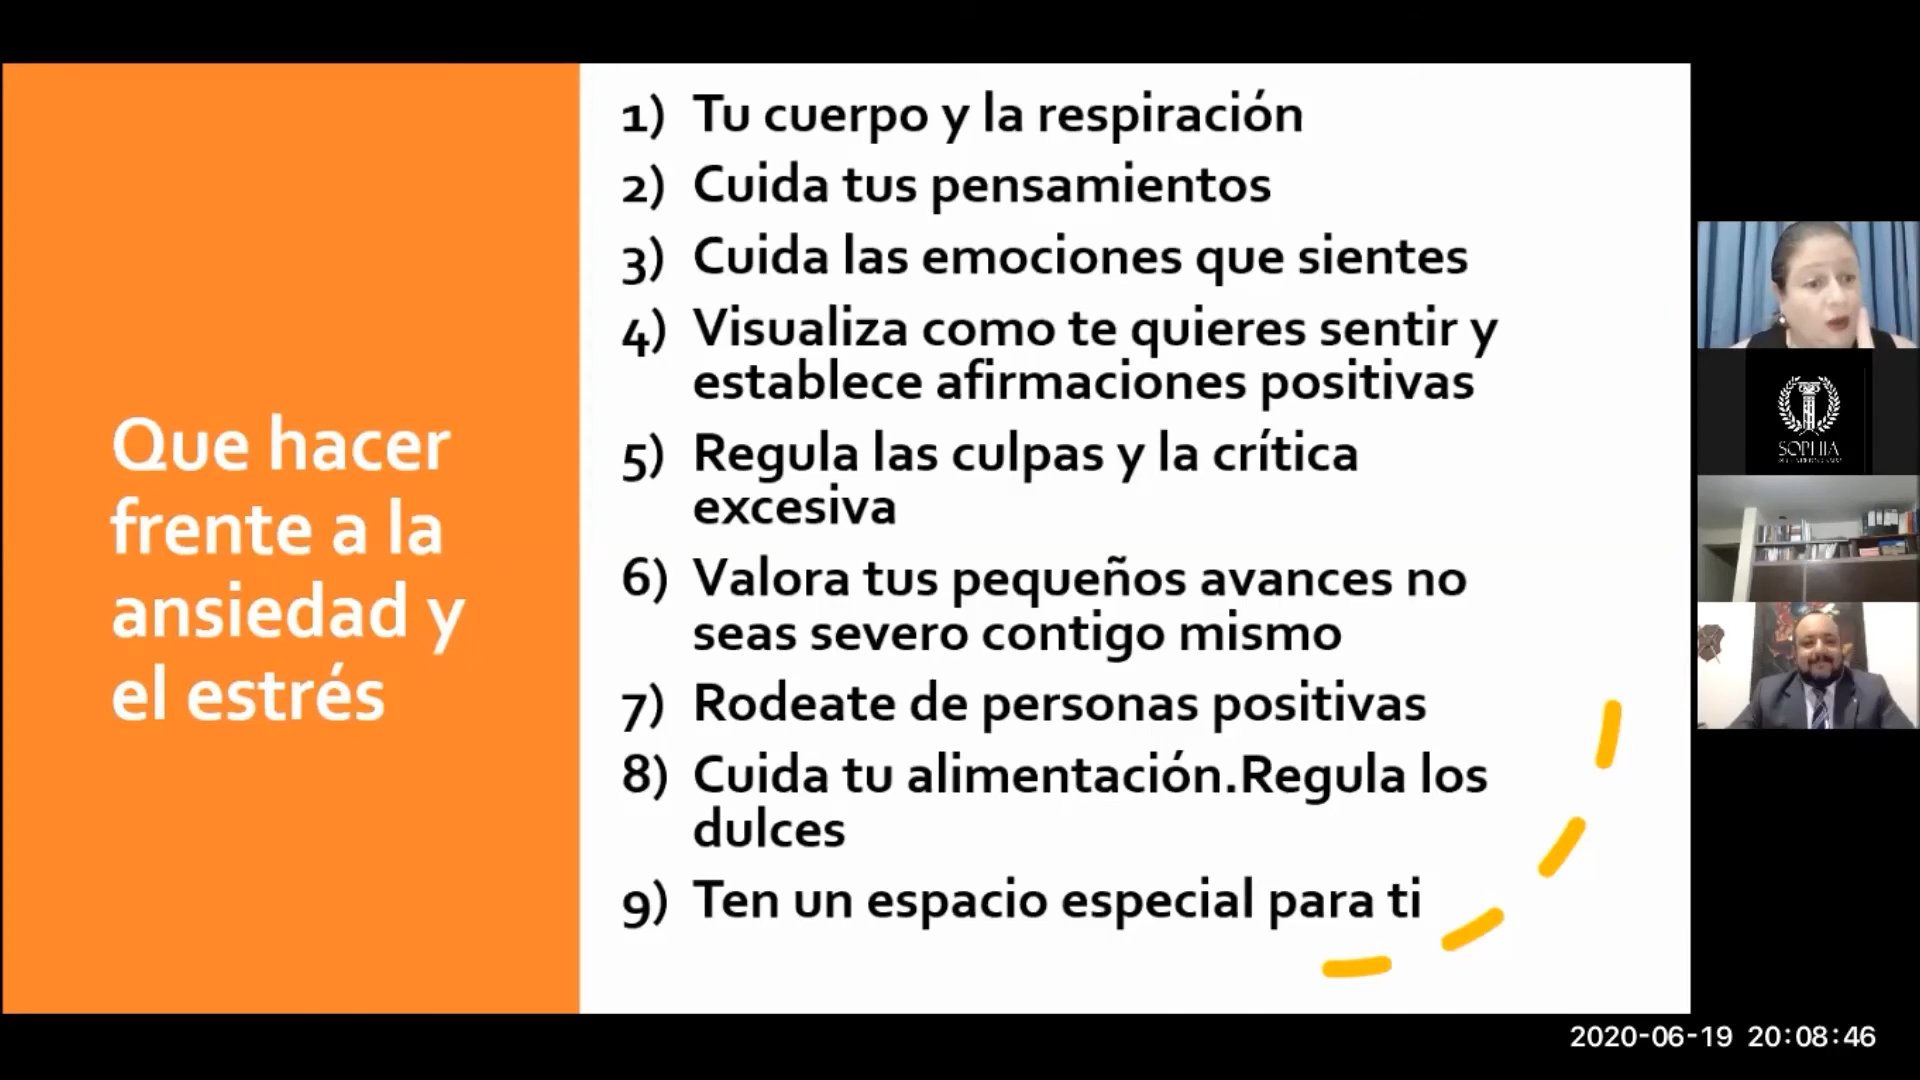 Que hacer
frente a la
ansiedad y
el estrés
1) Tu cuerpo y la respiración
2) Cuida tus pensamientos
3) Cuida las emociones que sientes
4) Visualiza como te quieres sentir y
establece afirmaciones positivas
5) Regula las culpas y la crítica
excesiva
6) Valora tus pequeños avances no
seas severo contigo mismo
7) Rodeate de personas positivas
8) Cuida tu alimentación.Regula los
dulces
9) Ten un espacio especial para ti
SOPHIA
2020-06-19 20:08:46